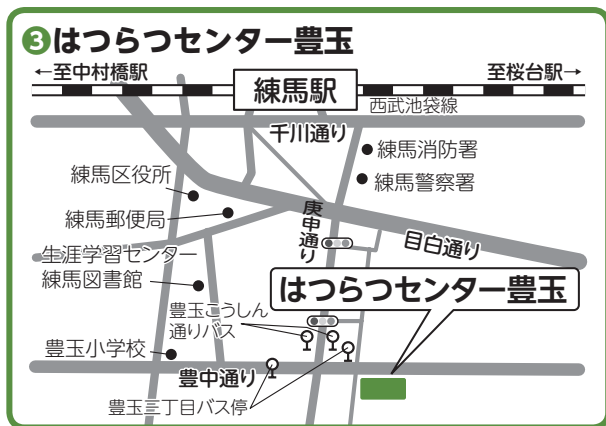 ❸はつらつセンター豊玉
←至中村橋駅
至桜台駅→
練馬駅
西武池袋線
千川通り
練馬消防署
練馬区役所
練馬警察署
練馬郵便局
庚申通り
目白通り
生涯学習センター
練馬図書館
はつらつセンター豊玉
豊玉こうしん
通りバス
豊玉小学校
豊中通り
豊玉三丁目バス停